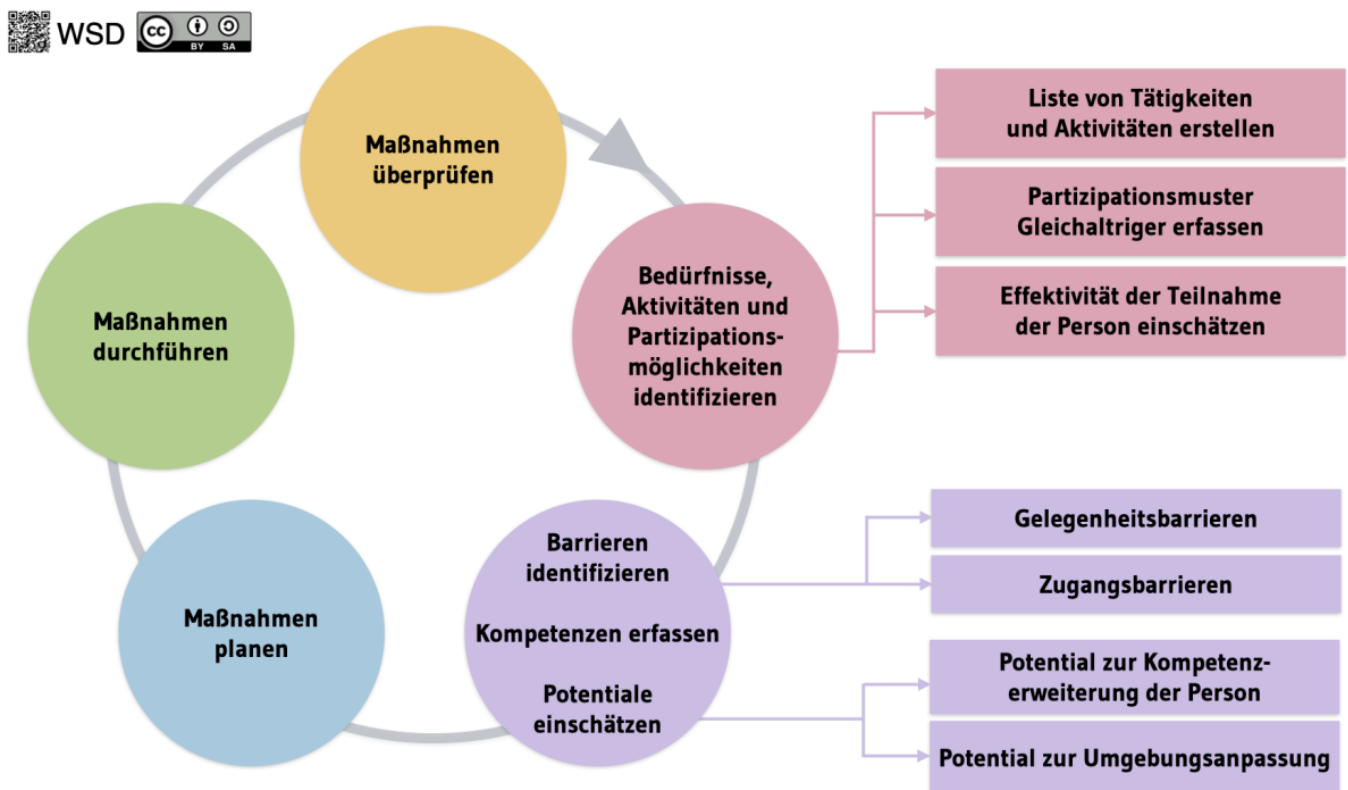 WSD
cc
BY SA
Maßnahmen
überprüfen
Bedürfnisse,
Aktivitäten und
Partizipations-
möglichkeiten
identifizieren
Liste von Tätigkeiten
und Aktivitäten erstellen
Partizipationsmuster
Gleichaltriger erfassen
Effektivität der Teilnahme
der Person einschätzen
Barrieren
identifizieren
Kompetenzen erfassen
Potentiale
einschätzen
Gelegenheitsbarrieren
Zugangsbarrieren
Potential zur Kompetenz-
erweiterung der Person
Potential zur Umgebungsanpassung
Maßnahmen
planen
Maßnahmen
durchführen